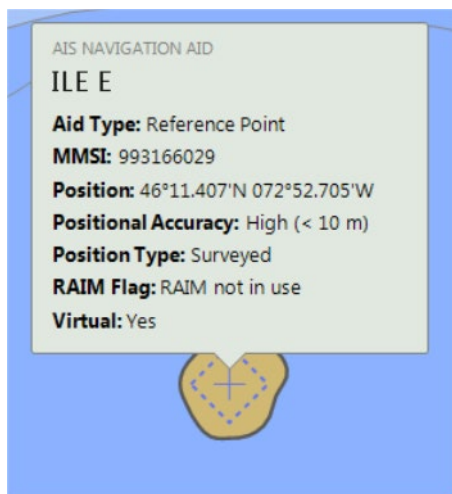 AIS NAVIGATION AID
ILE E
Aid Type: Reference Point
MMSI: 993166029
Position: 46°11.407'N 072°52.705'W
Positional Accuracy: High (< 10 m)
Position Type: Surveyed
RAIM Flag: RAIM not in use
Virtual: Yes